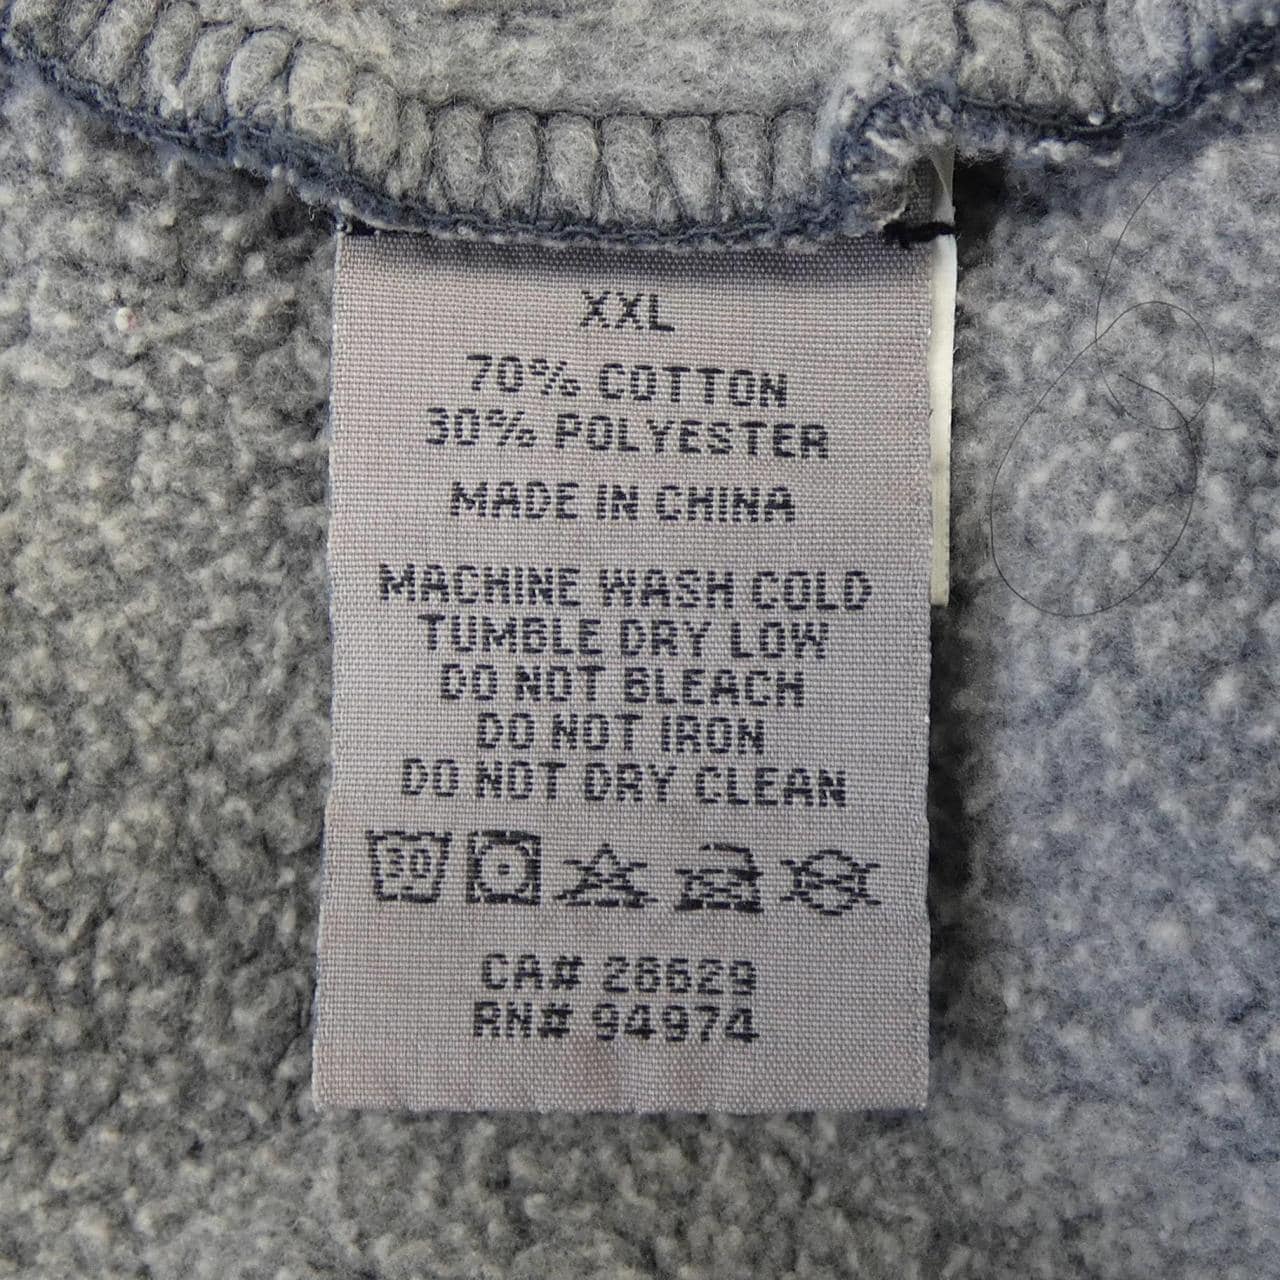 XXL
70% COTTON
30% POLYESTER
MADE IN CHINA
MACHINE WASH COLD
TUMBLE DRY LOW
DO NOT BLEACH
DO NOT IRON
DO NOT DRY CLEAN
30
CA# 26629
RN# 94974